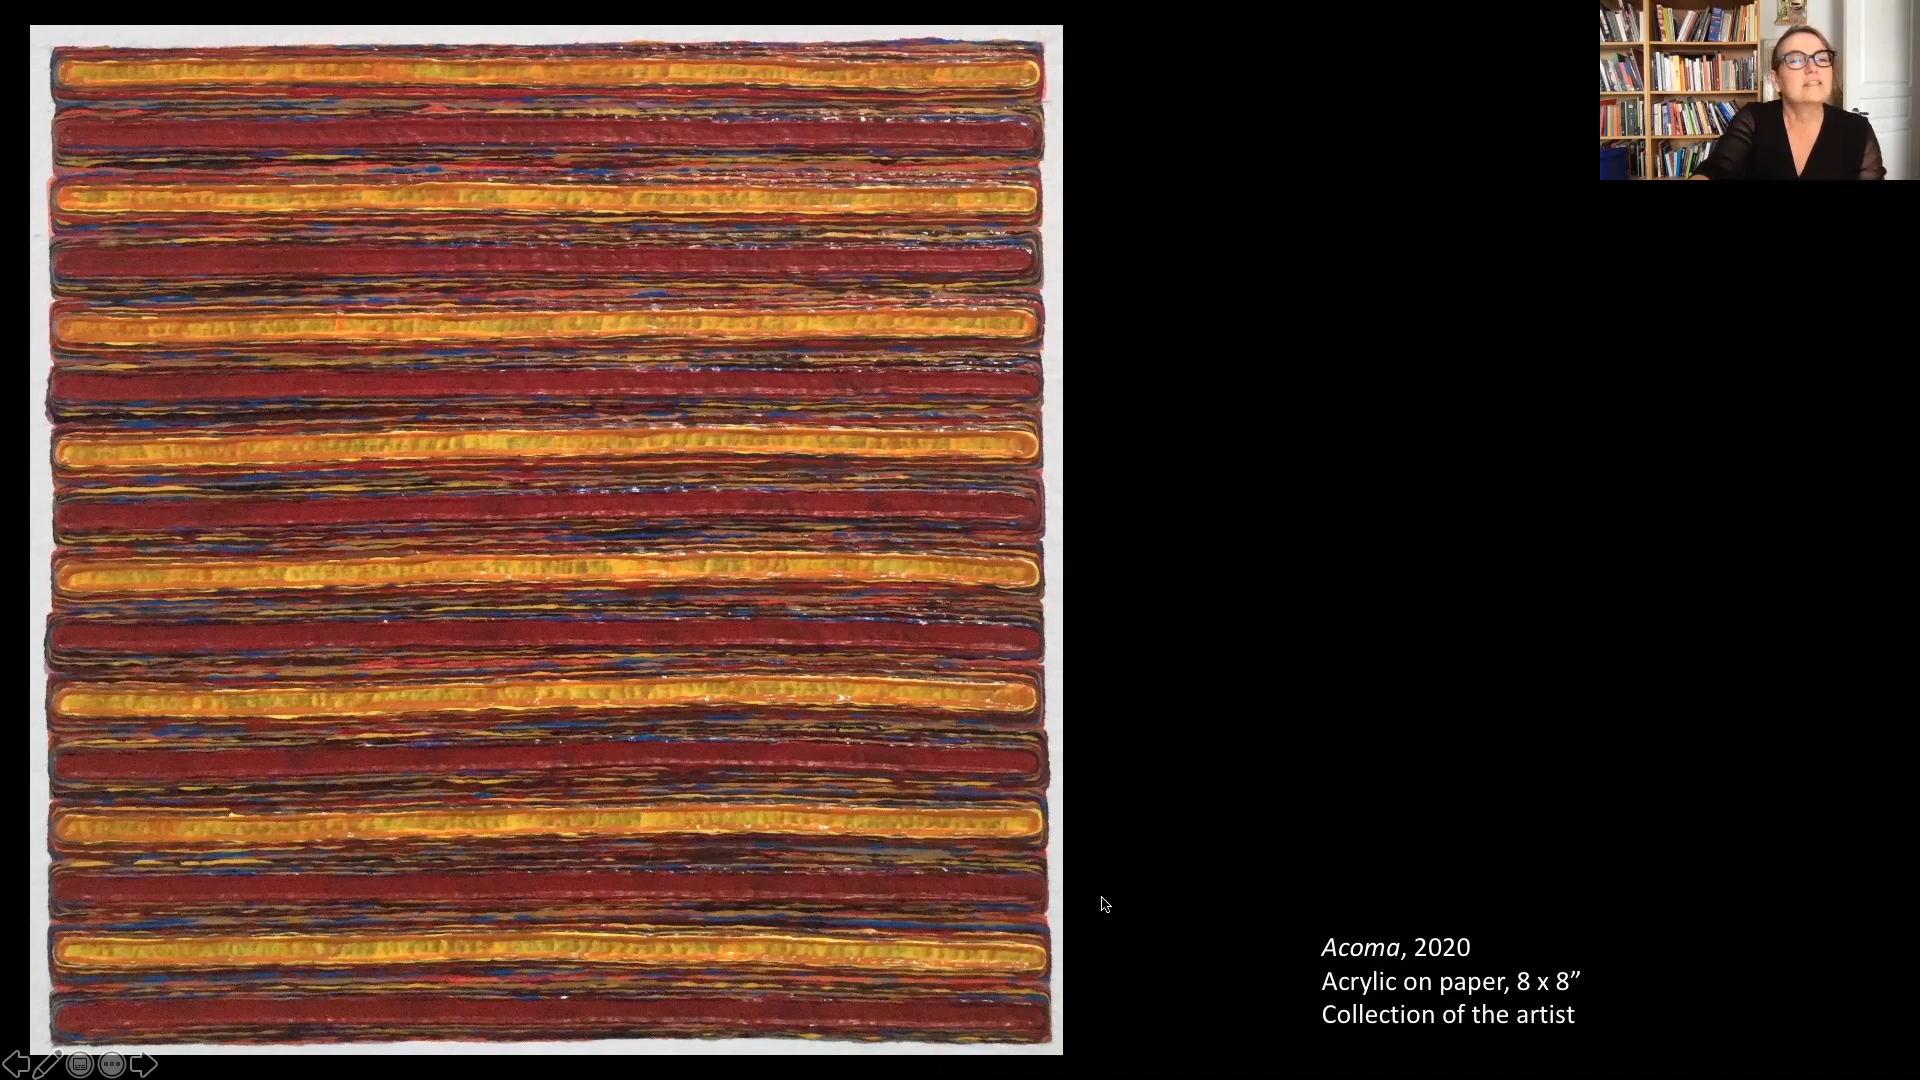 Acoma, 2020
Acrylic on paper, 8 x 8”
Collection of the artist